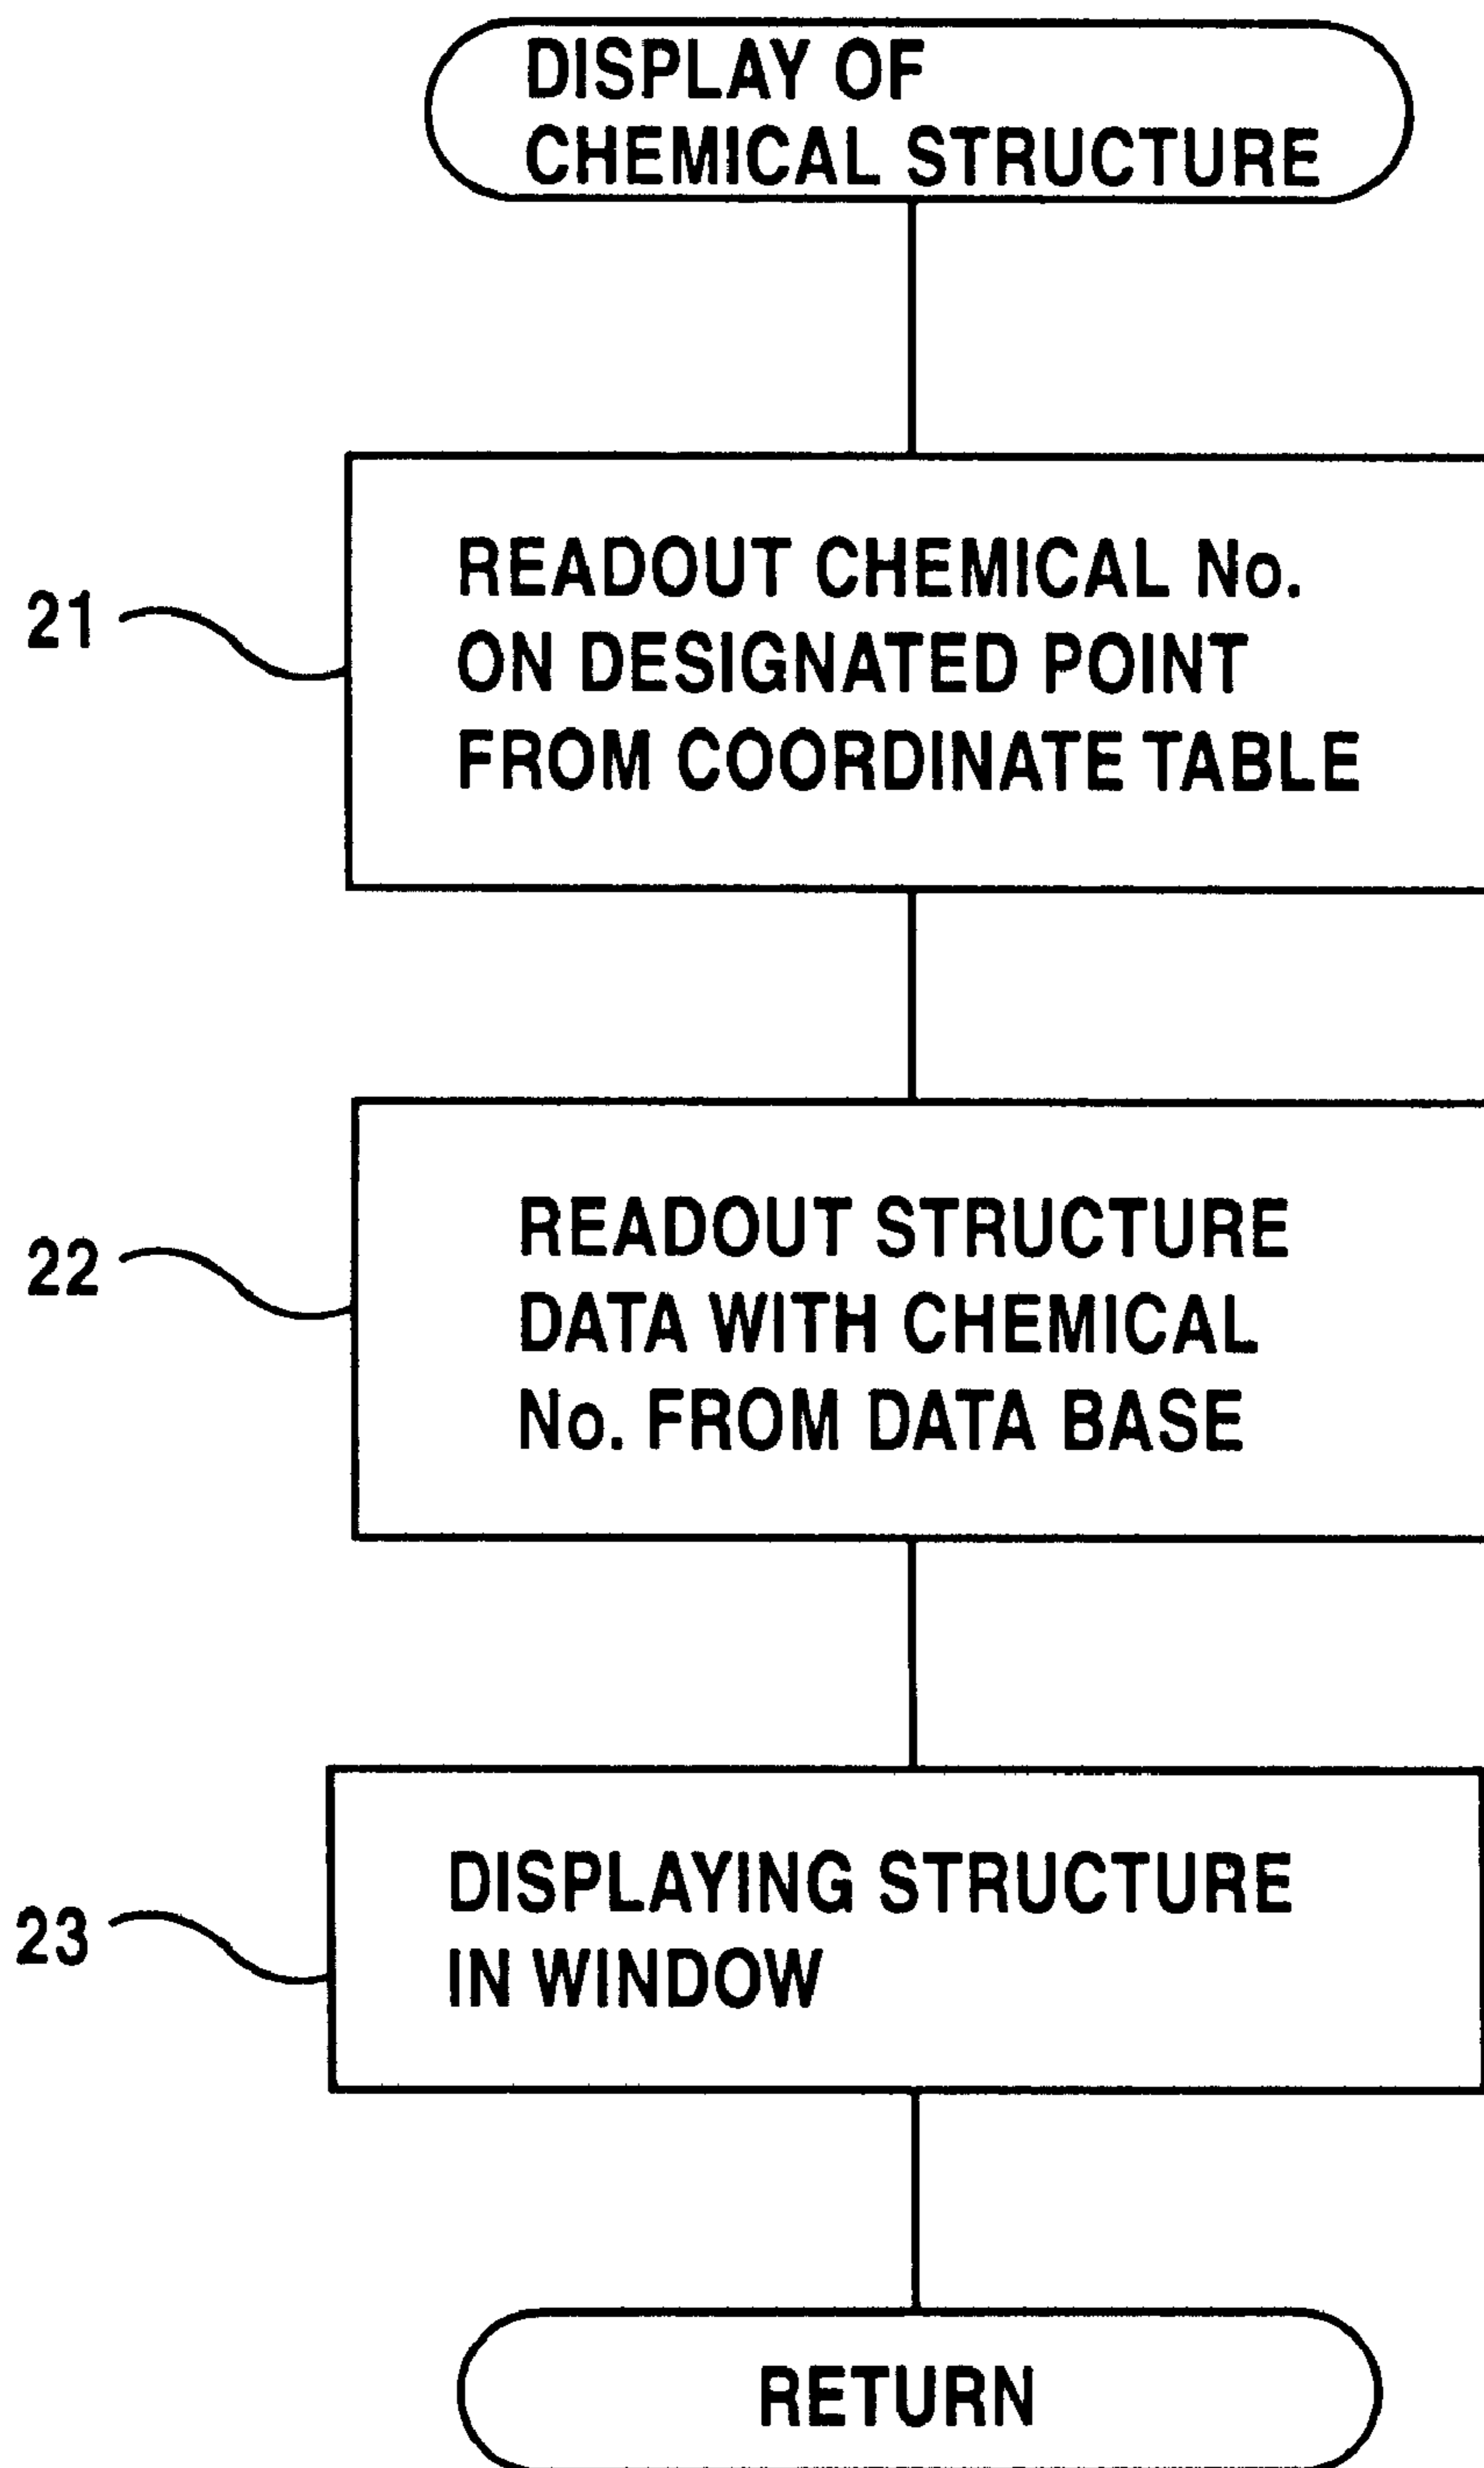 DISPLAY OF
CHEMICAL STRUCTURE
21
READOUT CHEMICAL No.
ON DESIGNATED POINT
FROM COORDINATE TABLE
22
READOUT STRUCTURE
DATA WITH CHEMICAL
No. FROM DATA BASE
23
DISPLAYING STRUCTURE
IN WINDOW
RETURN